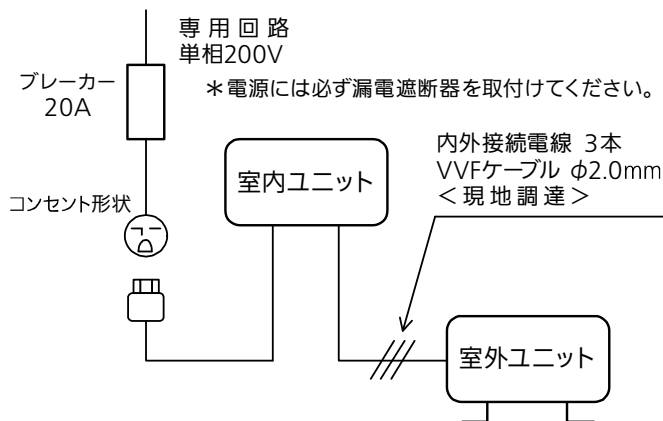 専用回路
単相200V
ブレーカー
20A
＊電源には必ず漏電遮断器を取付けてください。
内外接続電線 3本
VVFケーブル φ2.0mm
＜現地調達＞
室内ユニット
コンセント形状
室外ユニット